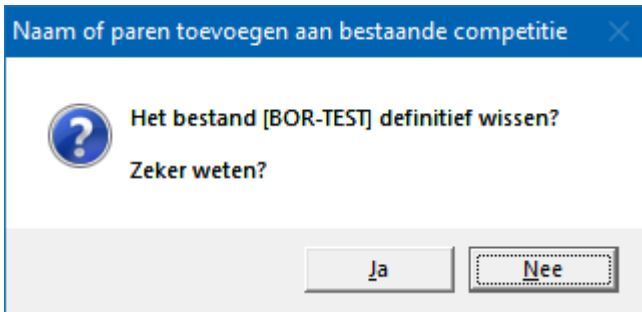 Naam of paren toevoegen aan bestaande competitie
Het bestand [BOR-TEST] definitief wissen?
Zeker weten?
Ja
Nee